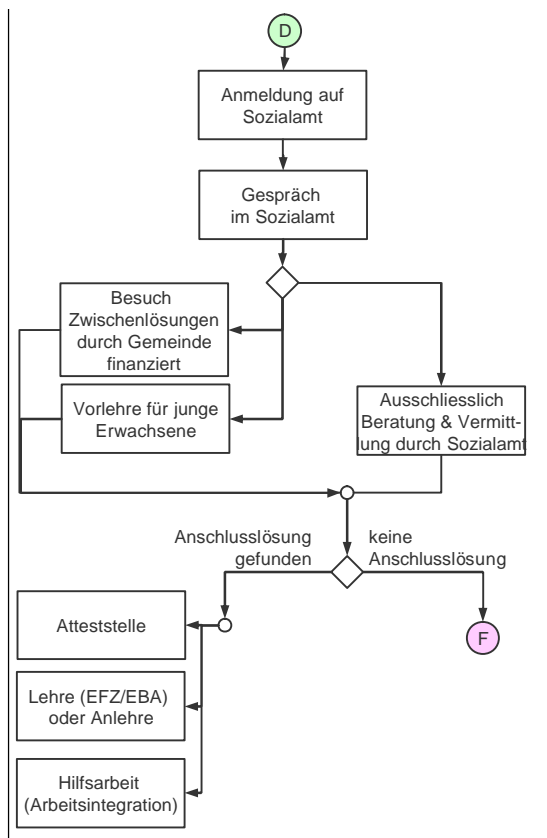 D
Anmeldung auf
Sozialamt
Gespräch
im Sozialamt
Besuch
Zwischenlösungen
durch Gemeinde
finanziert
Vorlehre für junge
Erwachsene
Ausschliesslich
Beratung & Vermitt-
lung durch Sozialamt
Anschlusslösung
gefunden
keine
Anschlusslösung
Atteststelle
F
Lehre (EFZ/EBA)
oder Anlehre
Hilfsarbeit
(Arbeitsintegration)